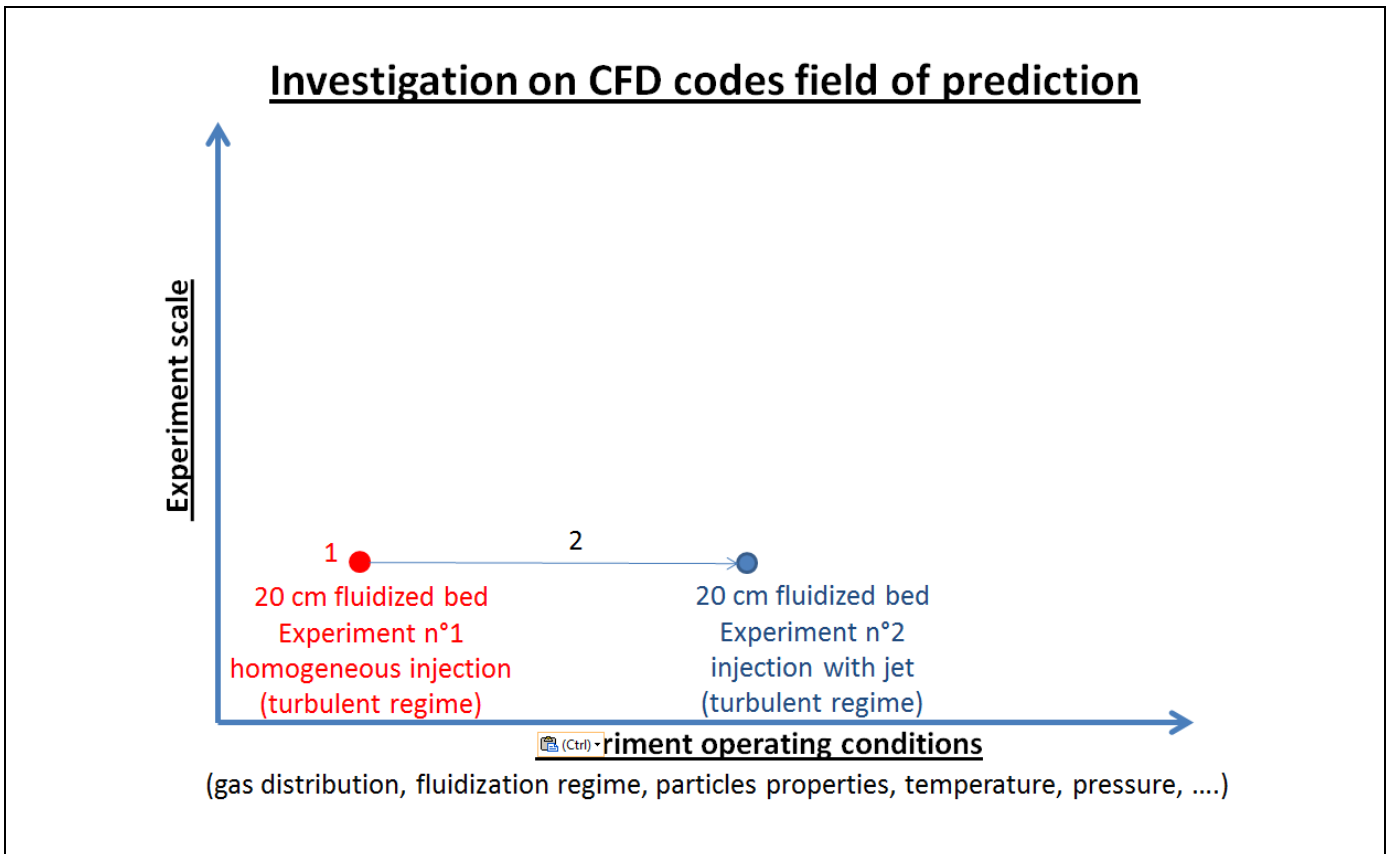 Investigation on CFD codes field of prediction
Experiment scale
1
2
20 cm fluidized bed
Experiment n°1
homogeneous injection
(turbulent regime)
20 cm fluidized bed
Experiment n°2
injection with jet
(turbulent regime)
(Ctrl) riment operating conditions
(gas distribution, fluidization regime, particles properties, temperature, pressure, ....)